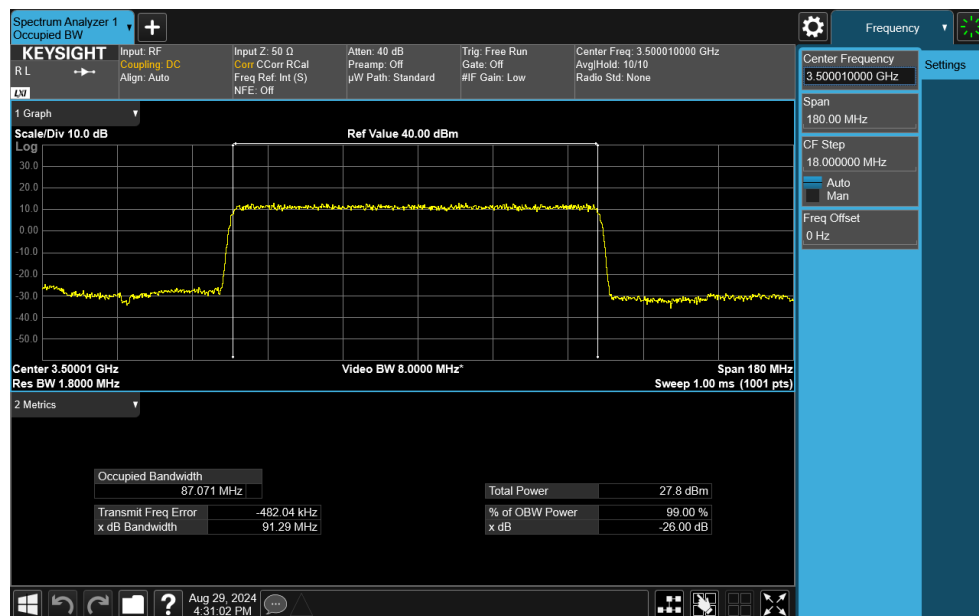 Spectrum Analyzer 1
Occupied BW
Frequency
KEYSIGHT
R L
LXI
Input: RF
Coupling: DC
Align: Auto
Input Z: 50 Ω
Corr CCorr RCal
Freq Ref: Int (S)
NFE: Off
Atten: 40 dB
Preamp: Off
µW Path: Standard
Trig: Free Run
Gate: Off
#IF Gain: Low
Center Freq: 3.500010000 GHz
Avg|Hold: 10/10
Radio Std: None
Center Frequency
3.500010000 GHz
Settings
Span
180.00 MHz
CF Step
18.000000 MHz
Auto
Man
Freq Offset
0 Hz
1 Graph
Scale/Div 10.0 dB
Ref Value 40.00 dBm
Log
30.0
20.0
10.0
0.00
-10.0
-20.0
-30.0
-40.0
-50.0
Center 3.50001 GHz
Video BW 8.0000 MHz*
Span 180 MHz
Res BW 1.8000 MHz
Sweep 1.00 ms (1001 pts)
2 Metrics
Occupied Bandwidth
87.071 MHz
Total Power 27.8 dBm
Transmit Freq Error -482.04 kHz
% of OBW Power 99.00 %
x dB Bandwidth 91.29 MHz
x dB -26.00 dB
?
Aug 29, 2024
4:31:02 PM